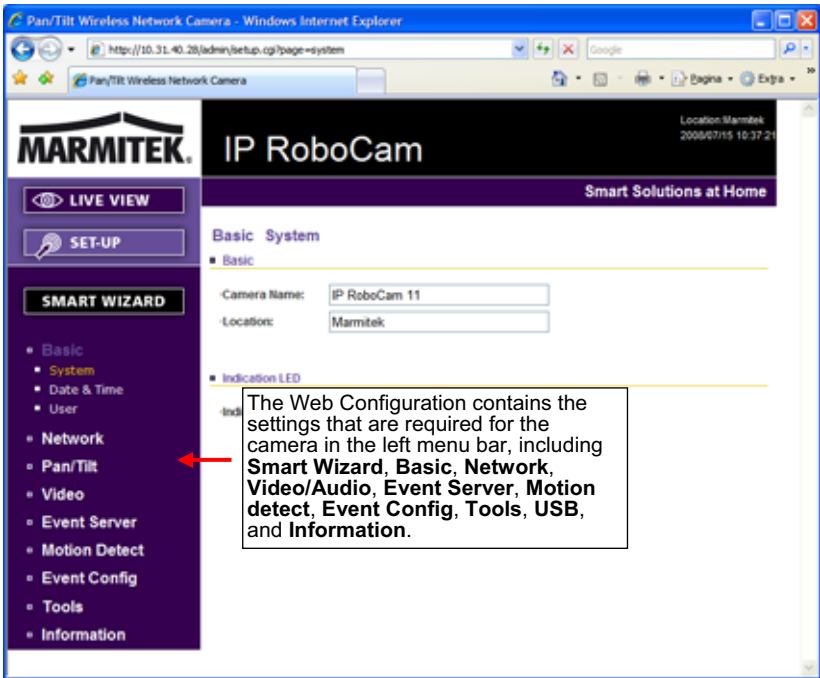 Pan/Tilt Wireless Network Camera - Windows Internet Explorer
http://10.31.40.28/admin/setup.cgi?page=system
Google
Pan/Tilt Wireless Network Camera
Pagina
Extra
MARMITEK.
IP RoboCam
Location:Marmitek
2008/07/15 10:37:21
Smart Solutions at Home
LIVE VIEW
SET-UP
SMART WIZARD
Basic
System
Date & Time
User
Network
Pan/Tilt
Video
Event Server
Motion Detect
Event Config
Tools
Information
Basic System
Basic
Camera Name: IP RoboCam 11
Location: Marmitek
Indication LED
The Web Configuration contains the
settings that are required for the
camera in the left menu bar, including
Smart Wizard, Basic, Network,
Video/Audio, Event Server, Motion
detect, Event Config, Tools, USB,
and Information.